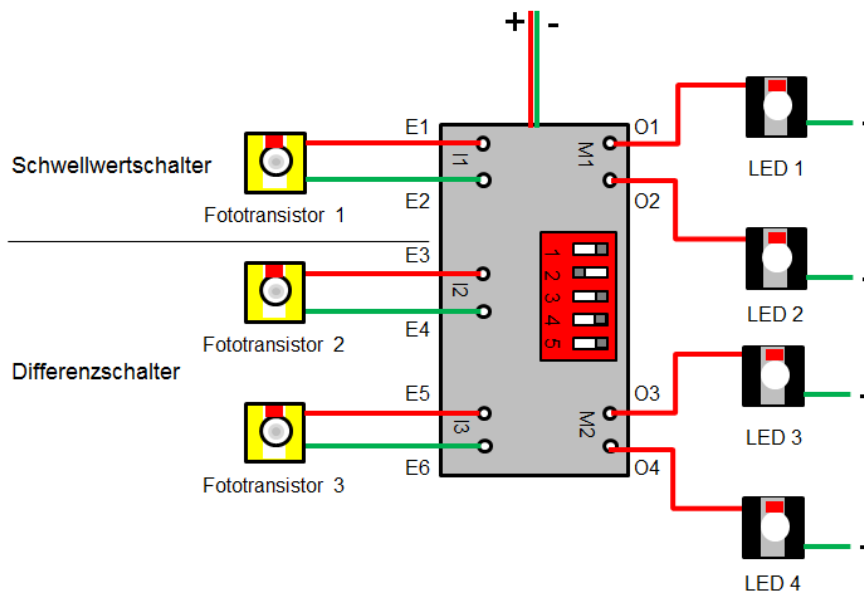 + -
Schwellwertschalter
Fototransistor 1
E1
I1
E2
O1
M1
O2
LED 1
Differenzschalter
Fototransistor 2
E3
I2
E4
1
2
3
4
5
LED 2
Fototransistor 3
E5
I3
E6
O3
M2
O4
LED 3
LED 4
-
-
-
-